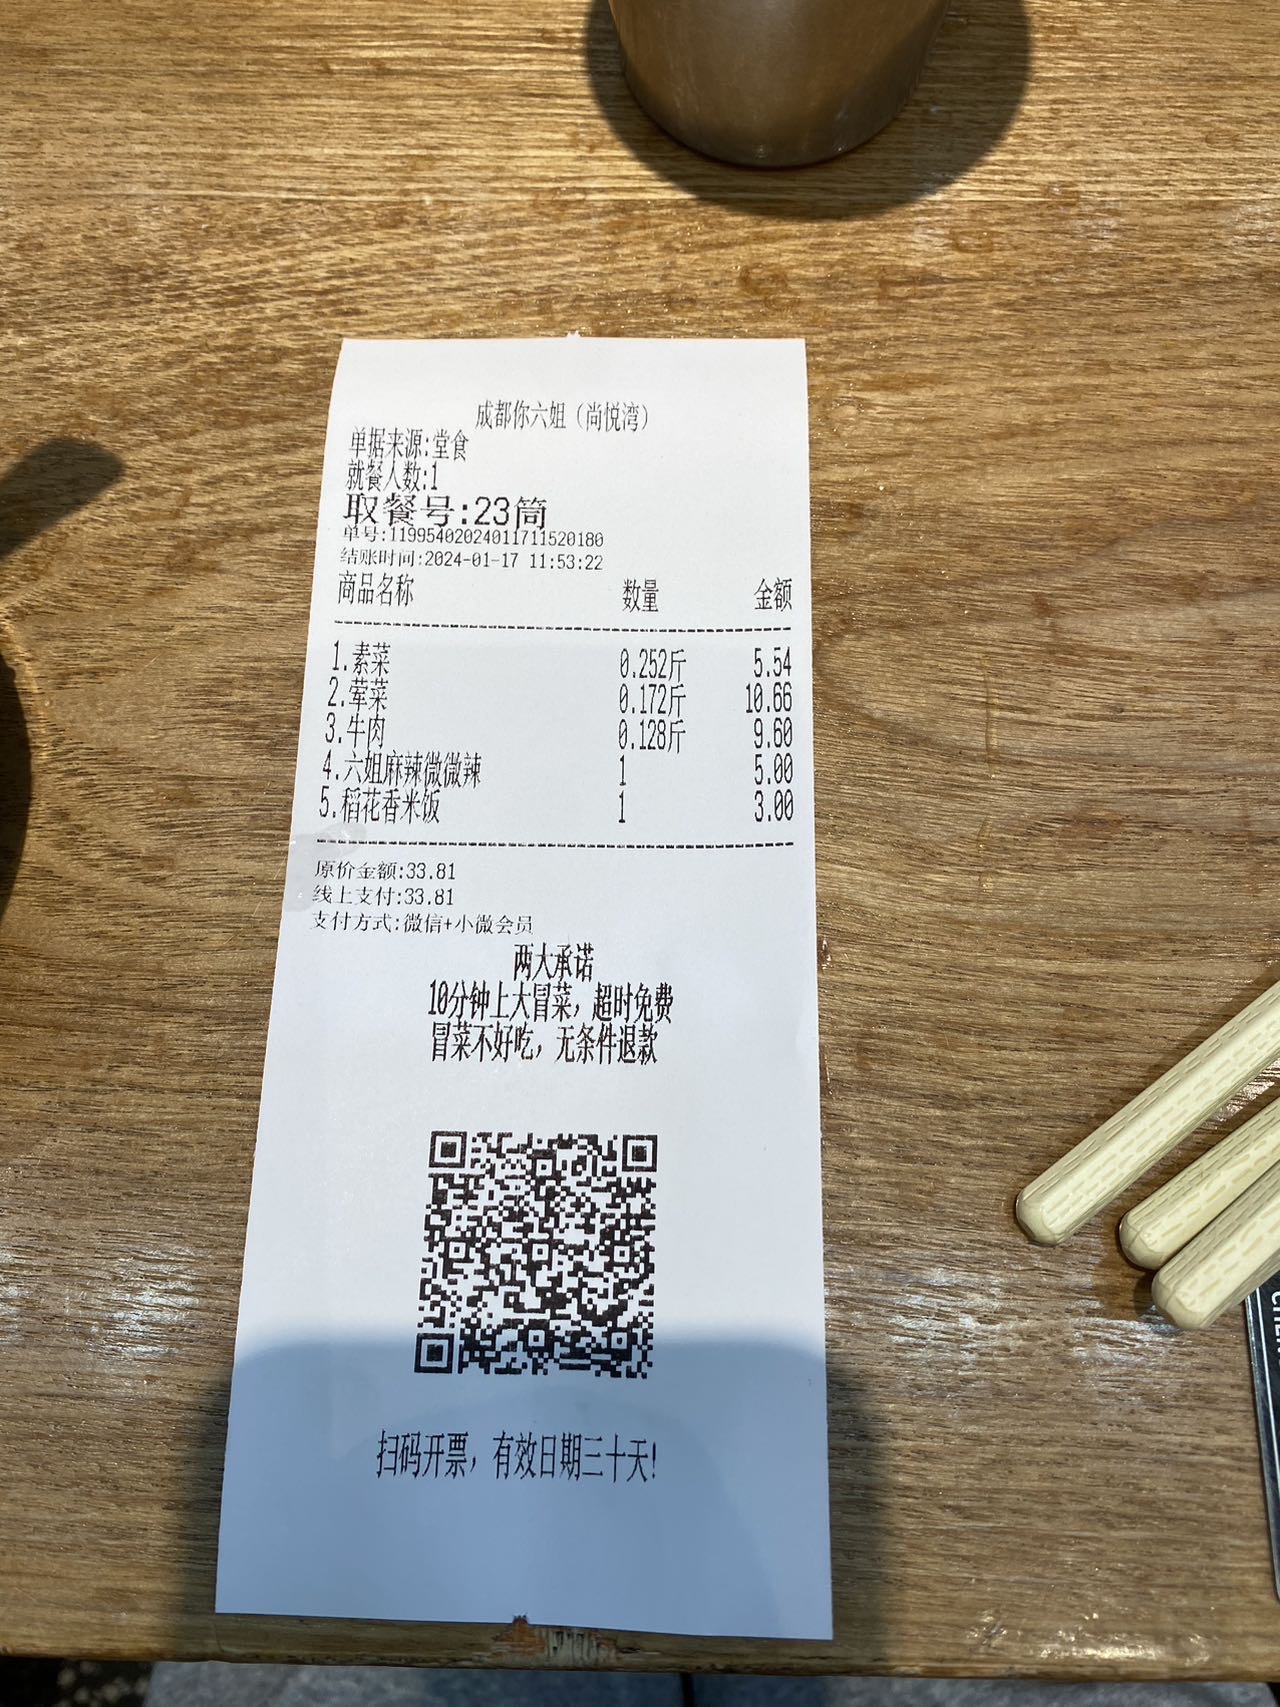 成都你六姐（尚悦湾）
单据来源:堂食
就餐人数:1
取餐号:23筒
单号:11995402024011711520180
结账时间:2024-01-17 11:53:22
商品名称 数量 金额
1.素菜 0.252斤 5.54
2.荤菜 0.172斤 10.66
3.牛肉 0.128斤 9.60
4.六姐麻辣微微辣 1 5.00
5.稻花香米饭 1 3.00
原价金额:33.81
线上支付:33.81
支付方式:微信+小微会员
两大承诺
10分钟上大冒菜，超时免费
冒菜不好吃，无条件退款
扫码开票，有效日期三十天!